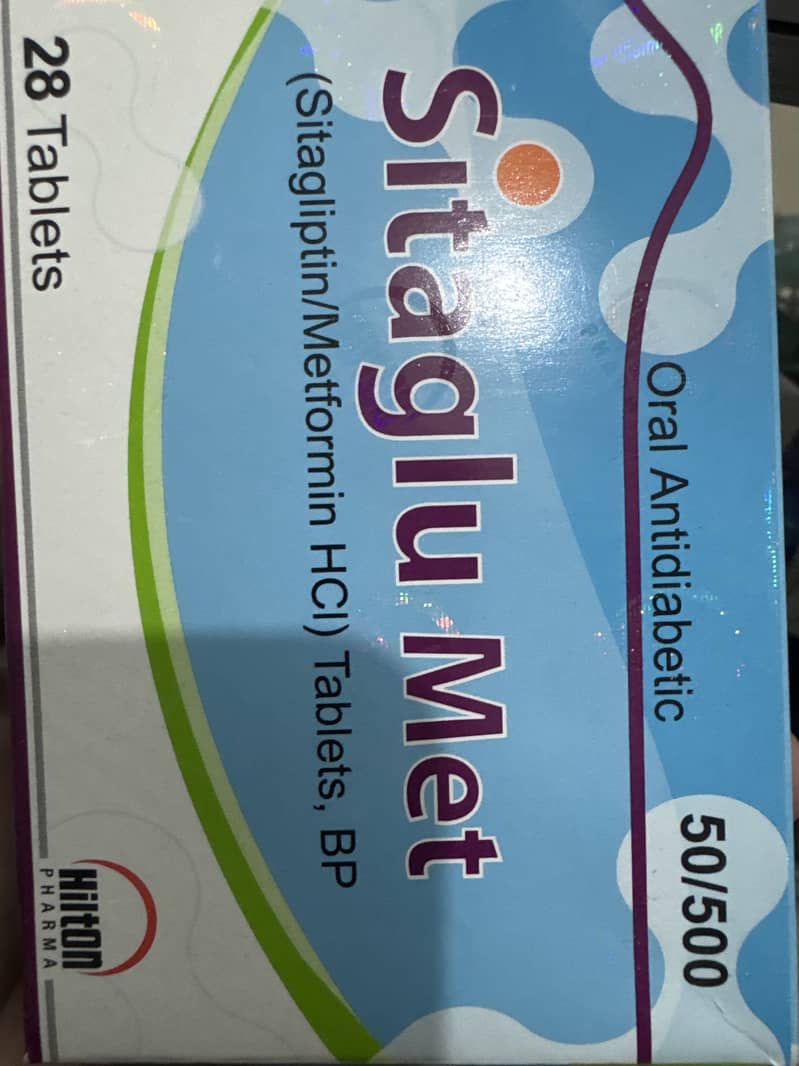 Oral Antidiabetic
50/500
Sitaglu Met
(Sitagliptin/Metformin HCl) Tablets, BP
28 Tablets
Hilton
PHARMA